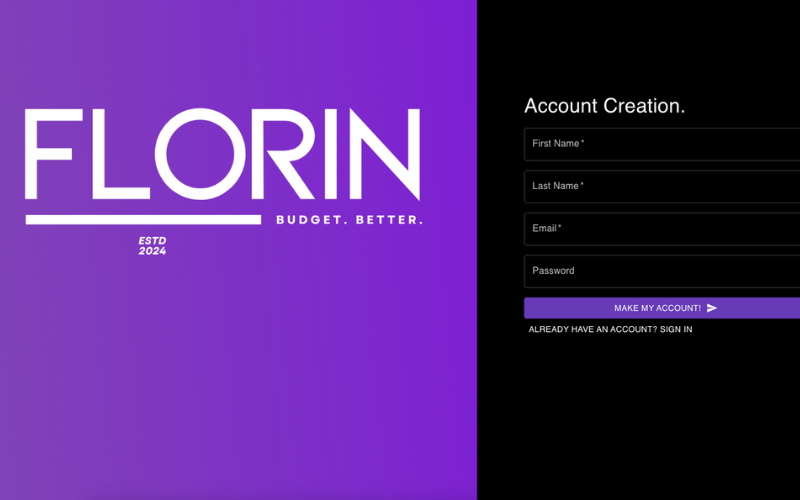 FLORIN
BUDGET. BETTER.
ESTD
2024
Account Creation.
First Name *
Last Name *
Email *
Password
MAKE MY ACCOUNT!
ALREADY HAVE AN ACCOUNT? SIGN IN